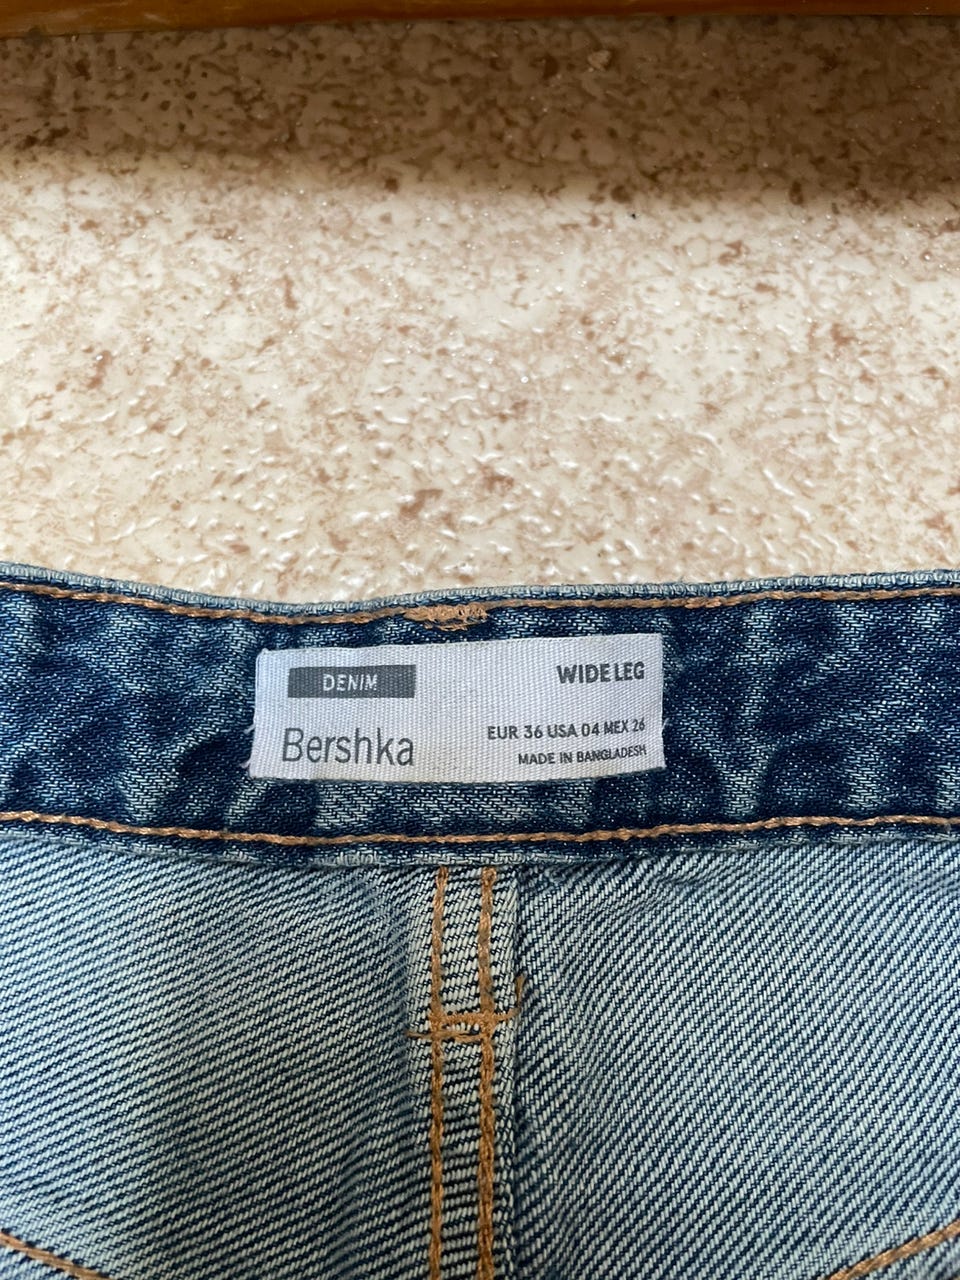 DENIM
WIDE LEG
Bershka
EUR 36 USA 04 MEX 26
MADE IN BANGLADESH